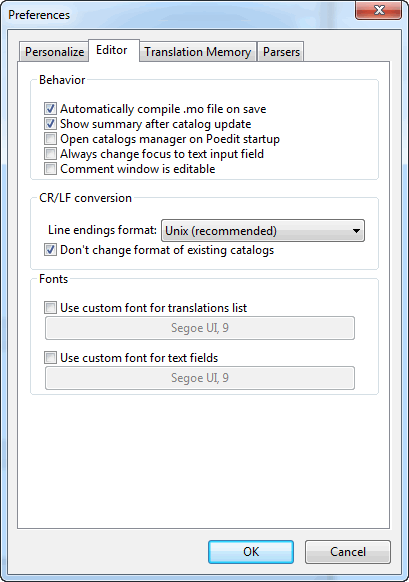 Preferences
Personalize Editor Translation Memory Parsers
Behavior
Automatically compile .mo file on save
Show summary after catalog update
Open catalogs manager on Poedit startup
Always change focus to text input field
Comment window is editable
CR/LF conversion
Line endings format: Unix (recommended)
Don't change format of existing catalogs
Fonts
Use custom font for translations list
Segoe UI, 9
Use custom font for text fields
Segoe UI, 9
OK Cancel